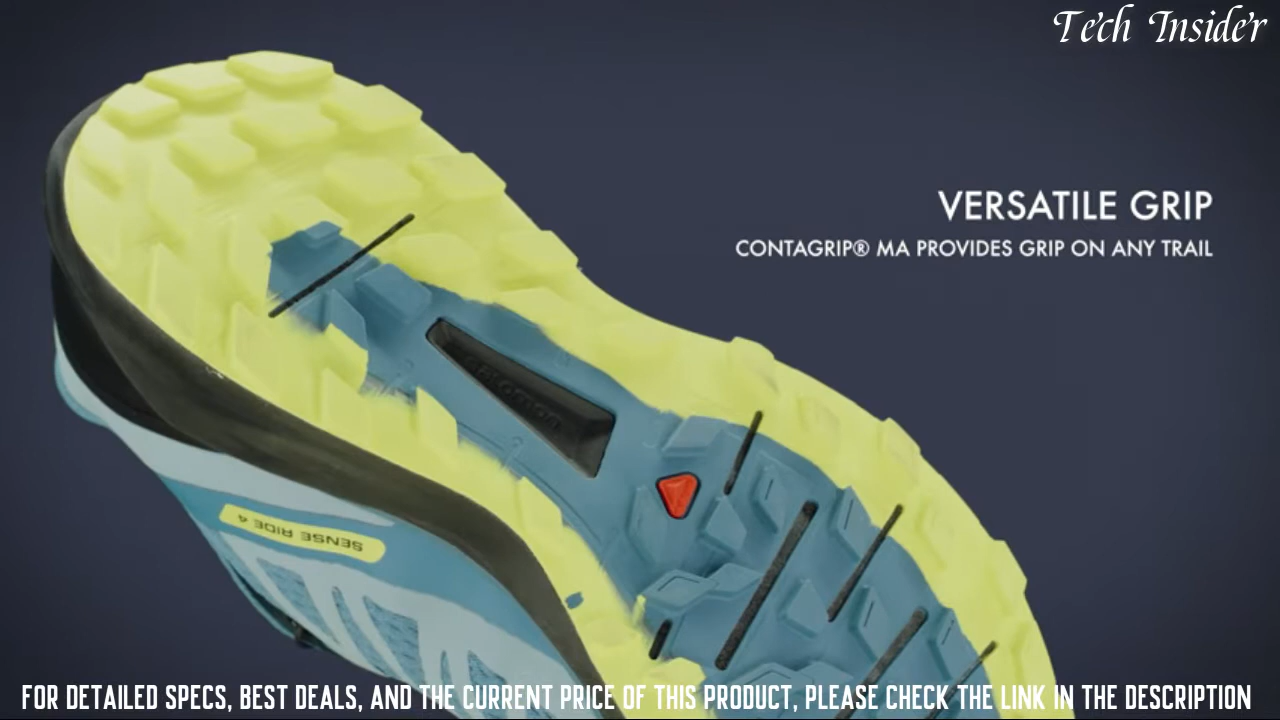 Tech Insider
VERSATILE GRIP
CONTAGRIP® MA PROVIDES GRIP ON ANY TRAIL
salomon
SENSE RIDE 4
FOR DETAILED SPECS, BEST DEALS, AND THE CURRENT PRICE OF THIS PRODUCT, PLEASE CHECK THE LINK IN THE DESCRIPTION